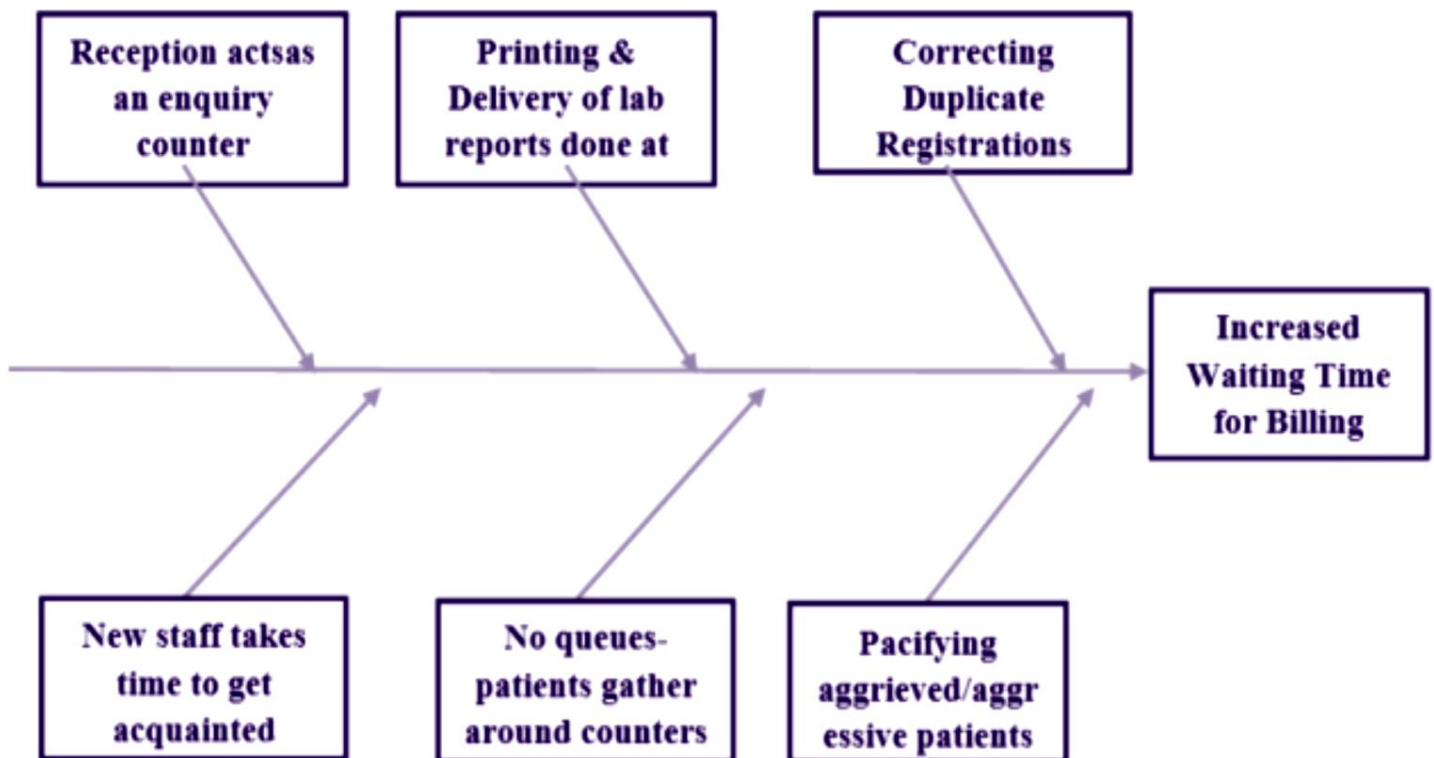 Reception actsas
an enquiry
counter
Printing &
Delivery of lab
reports done at
Correcting
Duplicate
Registrations
Increased
Waiting Time
for Billing
New staff takes
time to get
acquainted
No queues-
patients gather
around counters
Pacifying
aggrieved/aggr
essive patients